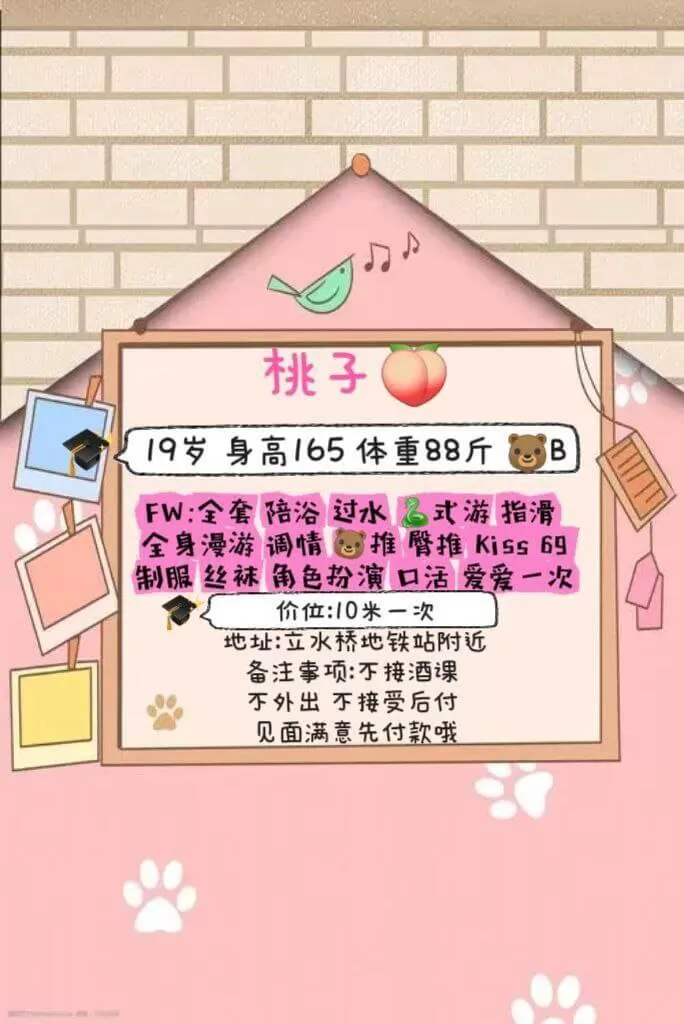 桃子🍑
19岁 身高165 体重88斤 🐻B
FW:全套 陪浴 过水 🐍式游 指滑
全身漫游 调情 🐻推 臀推 Kiss 69
制服 丝袜 角色扮演 口活 爱爱一次
价位:10米一次
地址:立水桥地铁站附近
备注事项:不接酒课
不外出 不接受后付
见面满意先付款哦